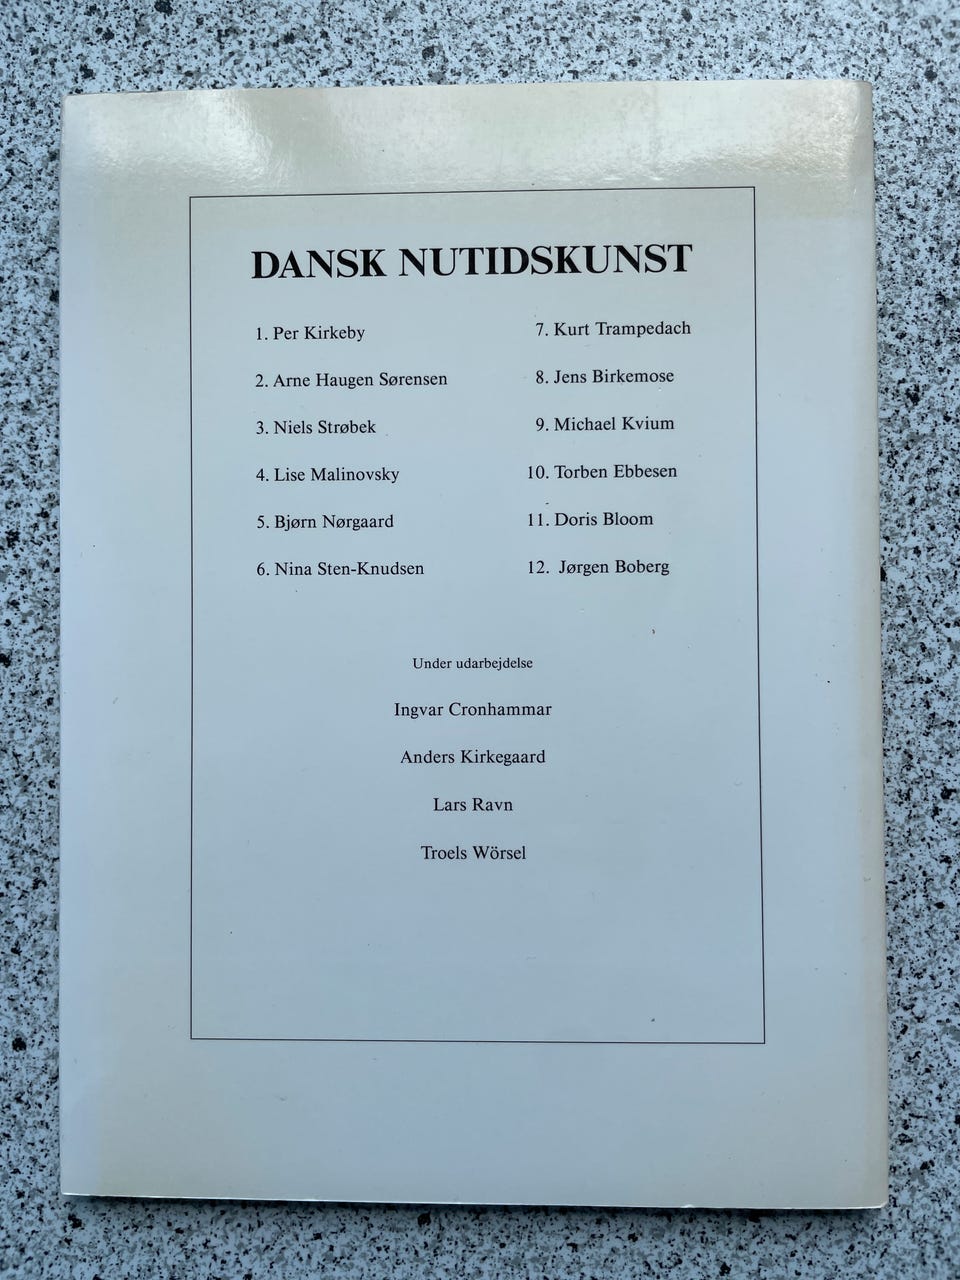 DANSK NUTIDSKUNST
1. Per Kirkeby
2. Arne Haugen Sørensen
3. Niels Strøbek
4. Lise Malinovsky
5. Bjørn Nørgaard
6. Nina Sten-Knudsen
7. Kurt Trampedach
8. Jens Birkemose
9. Michael Kvium
10. Torben Ebbesen
11. Doris Bloom
12. Jørgen Boberg
Under udarbejdelse
Ingvar Cronhammar
Anders Kirkegaard
Lars Ravn
Troels Wörsel